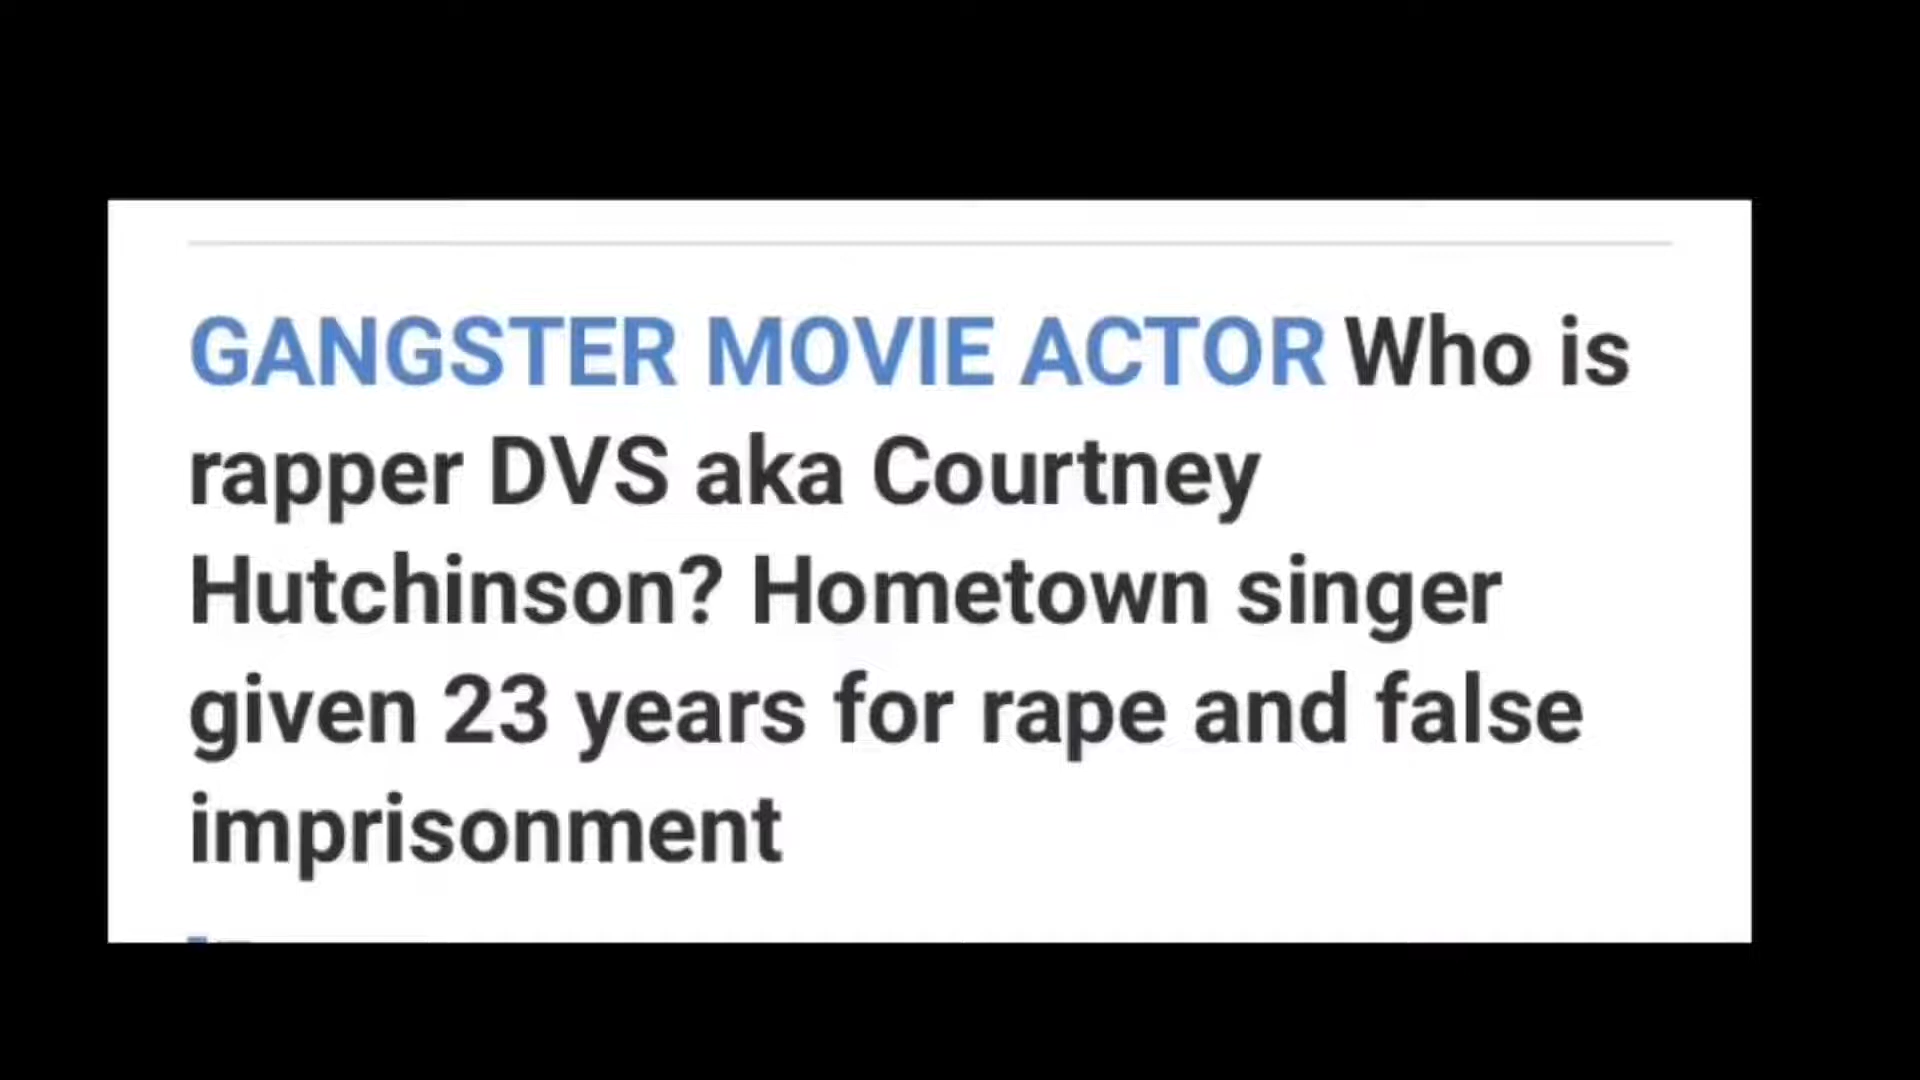 GANGSTER MOVIE ACTOR Who is
rapper DVS aka Courtney
Hutchinson? Hometown singer
given 23 years for rape and false
imprisonment